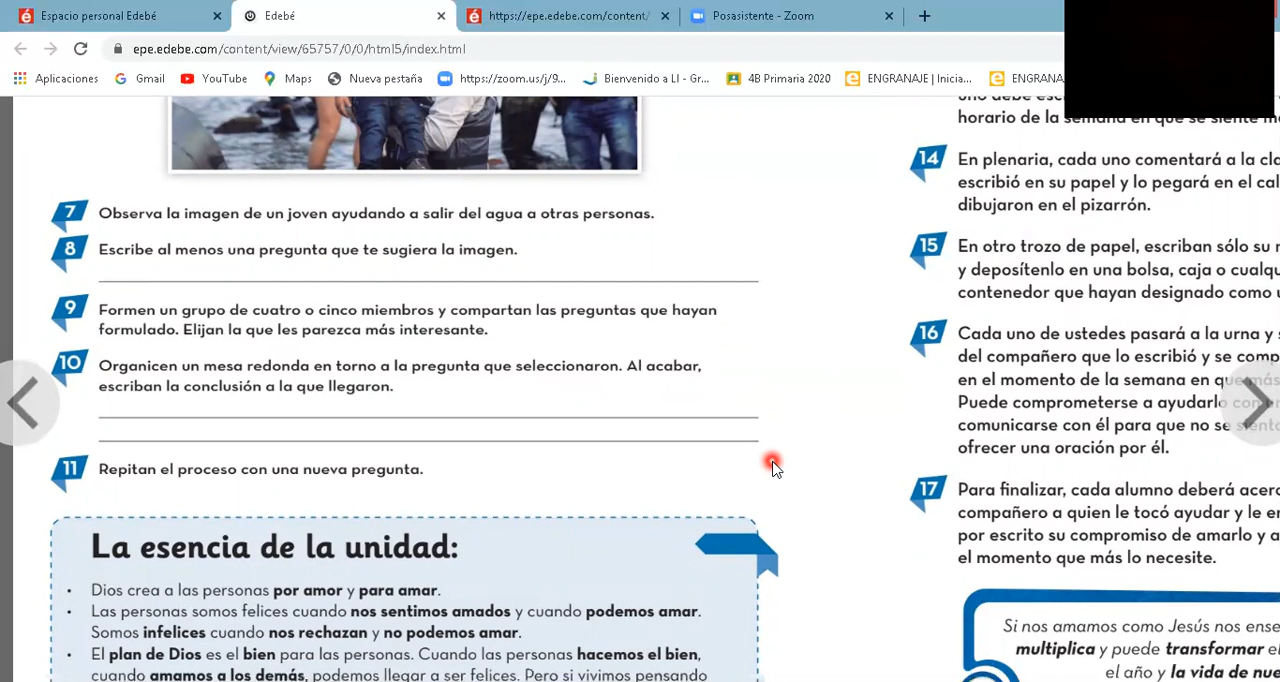 Espacio personal Edebé
Edebé
https://epe.edebe.com/content/
Posasistente - Zoom
epe.edebe.com/content/view/65757/0/0/html5/index.html
Aplicaciones
Gmail
YouTube
Maps
Nueva pestaña
https://zoom.us/j/9...
Bienvenido a LI - Gr...
4B Primaria 2020
ENGRANAJE | Inicia...
ENGRANA
7 Observa la imagen de un joven ayudando a salir del agua a otras personas.
8 Escribe al menos una pregunta que te sugiera la imagen.
9 Formen un grupo de cuatro o cinco miembros y compartan las preguntas que hayan
formulado. Elijan la que les parezca más interesante.
10 Organicen un mesa redonda en torno a la pregunta que seleccionaron. Al acabar,
escriban la conclusión a la que llegaron.
11 Repitan el proceso con una nueva pregunta.
La esencia de la unidad:
• Dios crea a las personas por amor y para amar.
• Las personas somos felices cuando nos sentimos amados y cuando podemos amar.
Somos infelices cuando nos rechazan y no podemos amar.
• El plan de Dios es el bien para las personas. Cuando las personas hacemos el bien,
cuando amamos a los demás, podemos llegar a ser felices. Pero si vivimos pensando
uno debe
horario de la semana en que se siente
14 En plenaria, cada uno comentará a la
escribió en su papel y lo pegará en el
dibujaron en el pizarrón.
15 En otro trozo de papel, escriban sólo su
y deposítenlo en una bolsa, caja o
contenedor que hayan designado como
16 Cada uno de ustedes pasará a la urna y
del compañero que lo escribió y se
en el momento de la semana en que más
Puede comprometerse a ayudarlo
comunicarse con él para que no se
ofrecer una oración por él.
17 Para finalizar, cada alumno deberá
compañero a quien le tocó ayudar y le
por escrito su compromiso de amarlo y
el momento que más lo necesite.
Si nos amamos como Jesús nos
multiplica y puede transformar
el año y la vida de